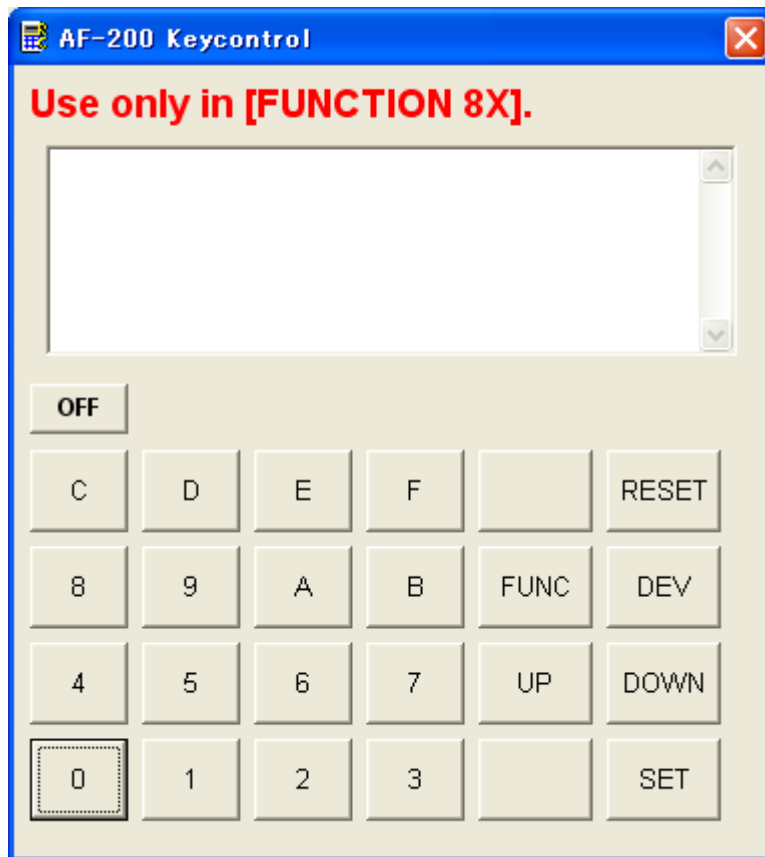 AF-200 Keycontrol
Use only in [FUNCTION 8X].
OFF
C D E F RESET
8 9 A B FUNC DEV
4 5 6 7 UP DOWN
0 1 2 3 SET